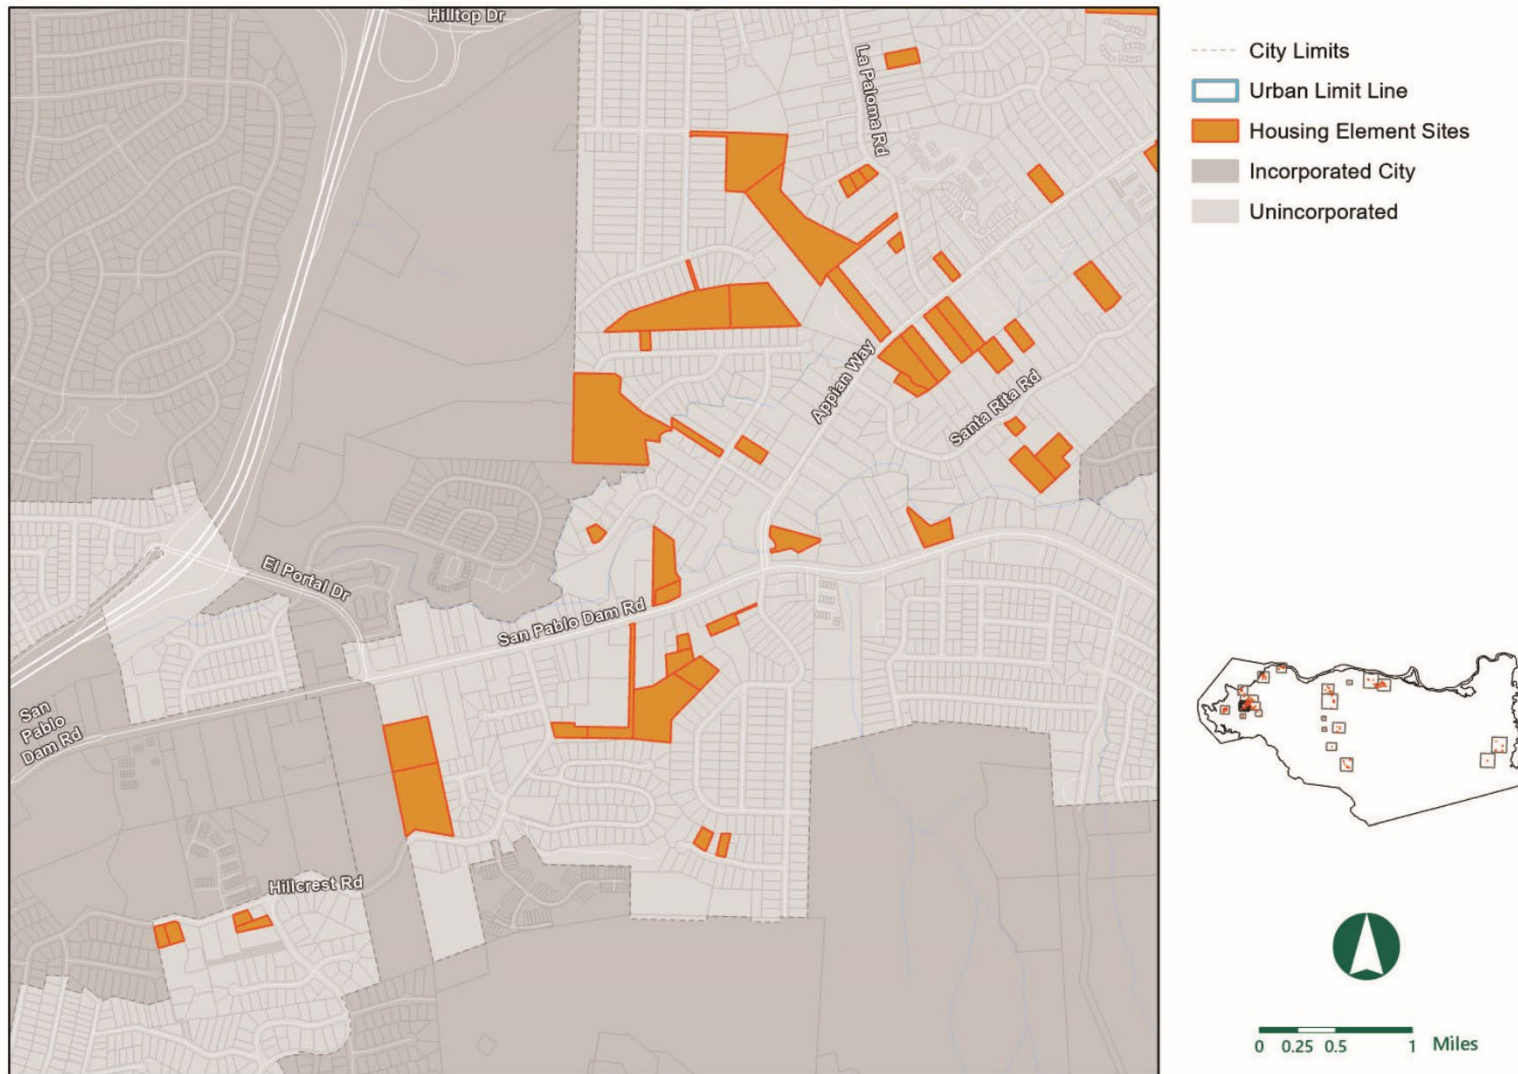 Hilltop Dr
La Paloma Rd
Appian Way
Santa Rita Rd
El Portal Dr
San Pablo Dam Rd
San
Pablo
Dam Rd
Hillcrest Rd
City Limits
Urban Limit Line
Housing Element Sites
Incorporated City
Unincorporated
0 0.25 0.5 1 Miles